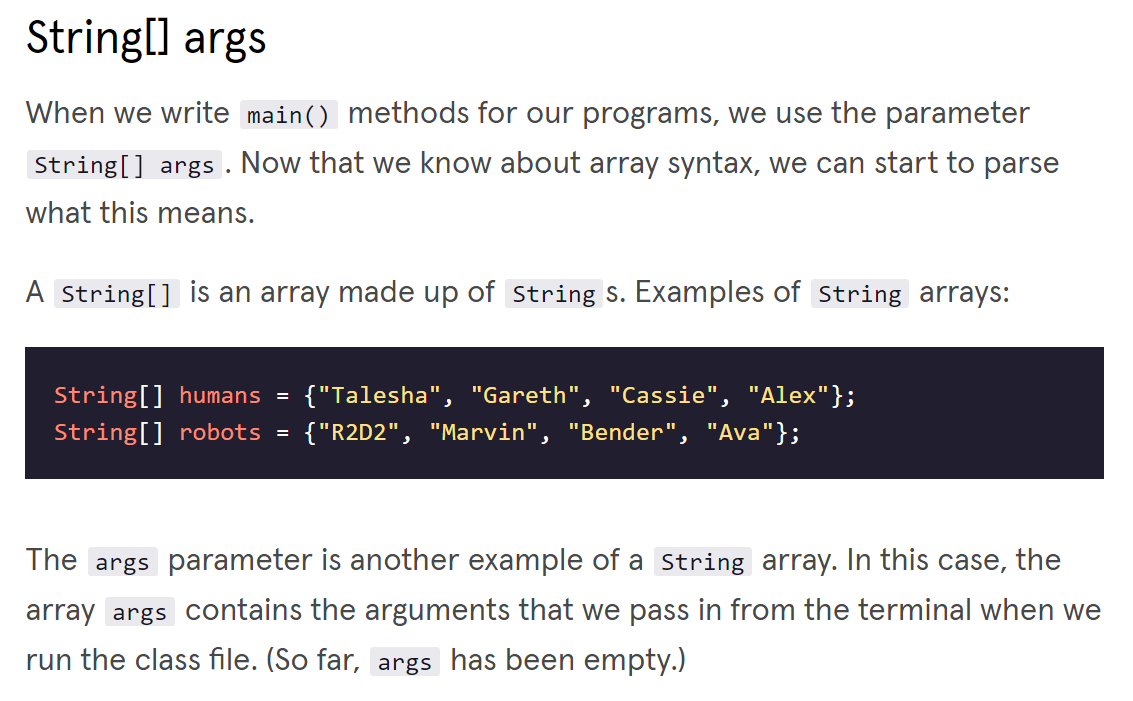 String[] args
When we write main() methods for our programs, we use the parameter
String[] args. Now that we know about array syntax, we can start to parse
what this means.
A String[] is an array made up of Strings. Examples of String arrays:
String[] humans = {"Talesha", "Gareth", "Cassie", "Alex"};
String[] robots = {"R2D2", "Marvin", "Bender", "Ava"};
The args parameter is another example of a String array. In this case, the
array args contains the arguments that we pass in from the terminal when we
run the class file. (So far, args has been empty.)